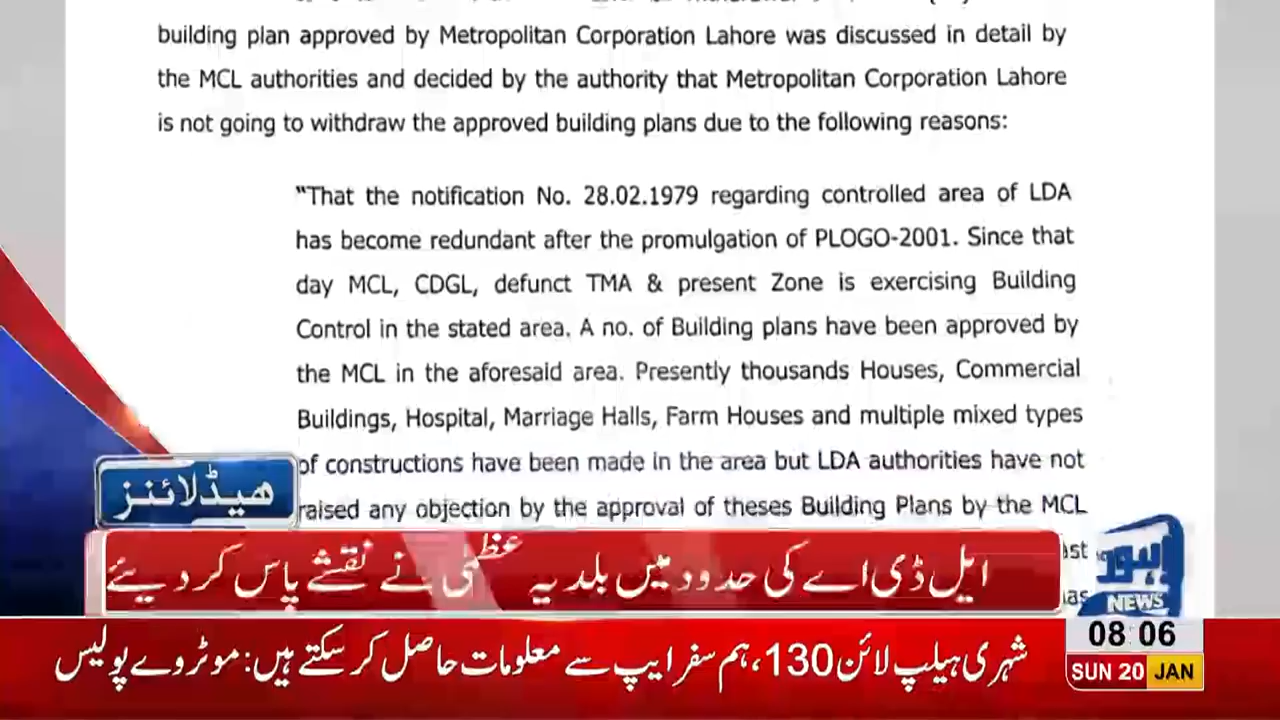 building plan approved by Metropolitan Corporation Lahore was discussed in detail by
the MCL authorities and decided by the authority that Metropolitan Corporation Lahore
is not going to withdraw the approved building plans due to the following reasons:
"That the notification No. 28.02.1979 regarding controlled area of LDA
has become redundant after the promulgation of PLOGO-2001. Since that
day MCL, CDGL, defunct TMA & present Zone is exercising Building
Control in the stated area. A no. of Building plans have been approved by
the MCL in the aforesaid area. Presently thousands Houses, Commercial
Buildings, Hospital, Marriage Halls, Farm Houses and multiple mixed types
of constructions have been made in the area but LDA authorities have not
raised any objection by the approval of theses Building Plans by the MCL
ھیڈلائنز
ایل ڈی اے کی حدود میں بلدیہ عظمٰی نے نقشے پاس کر دیئے
لاہور
NEWS
شہری ہیلپ لائن 130، ہم سفر ایپ سے معلومات حاصل کر سکتے ہیں: موٹروے پولیس
08:06
SUN 20 JAN